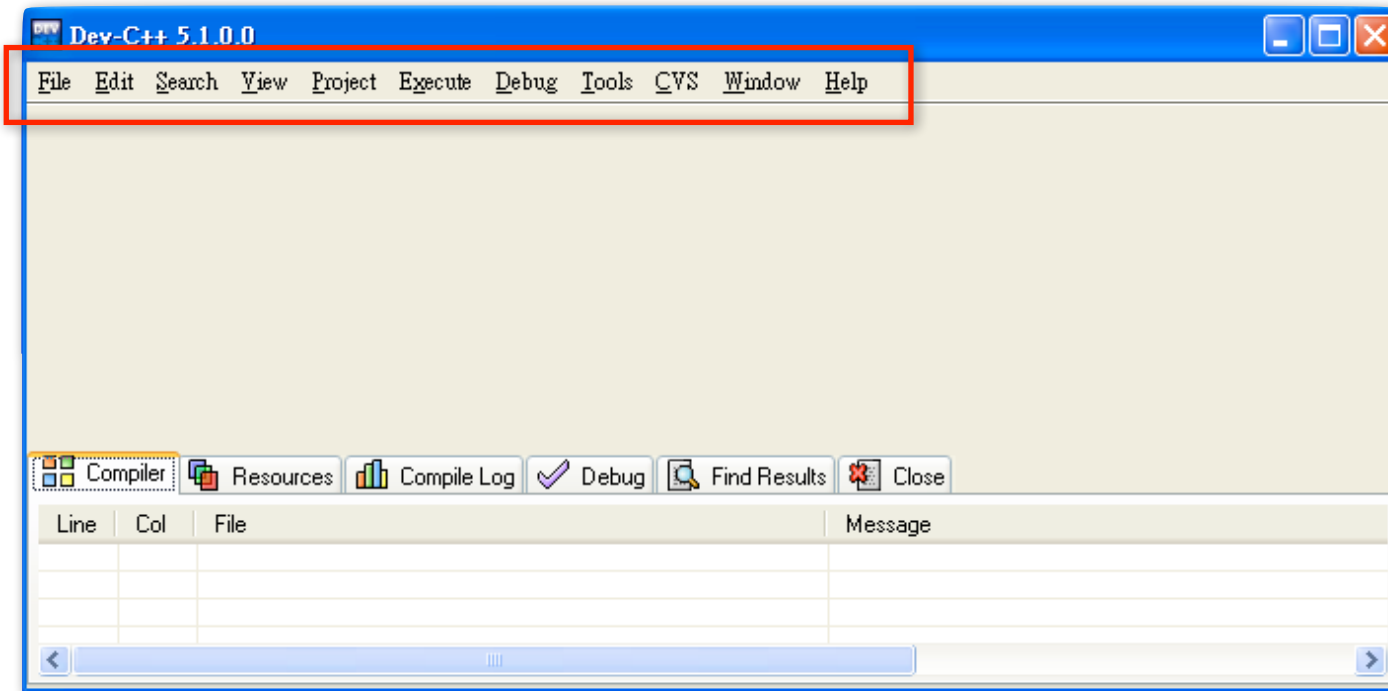 Dev-C++ 5.1.0.0
File Edit Search View Project Execute Debug Tools CVS Window Help
Compiler Resources Compile Log Debug Find Results Close
Line Col File Message